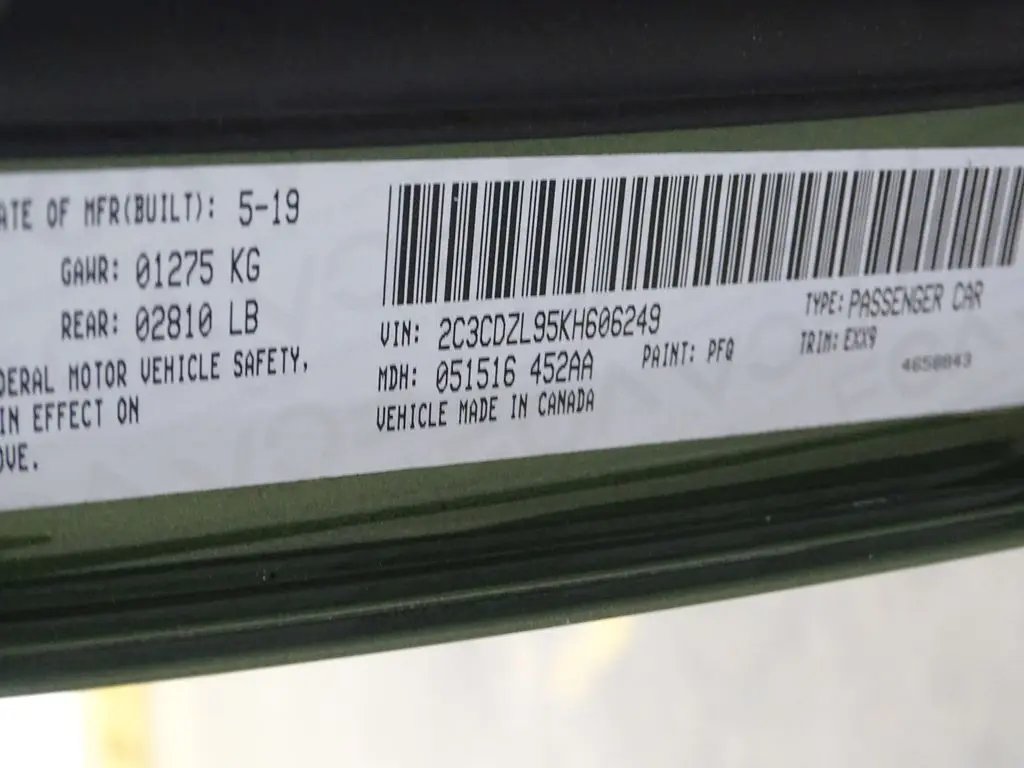 ATE OF MFR(BUILT): 5-19
GAWR: 01275 KG
REAR: 02810 LB
DERAL MOTOR VEHICLE SAFETY,
IN EFFECT ON
OVE.
VIN: 2C3CDZL95KH606249
TYPE: PASSENGER CAR
MDH: 051516 452AA
PAINT: PFQ
TRIM: EXX9
4658843
VEHICLE MADE IN CANADA